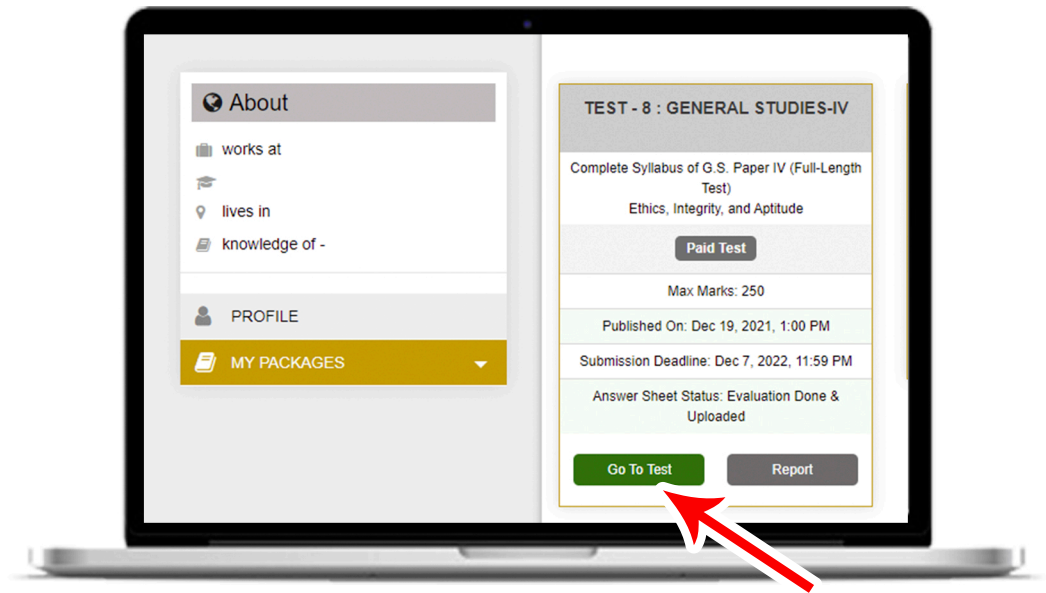 About
works at
lives in
knowledge of -
PROFILE
MY PACKAGES
TEST - 8 : GENERAL STUDIES-IV
Complete Syllabus of G.S. Paper IV (Full-Length
Test)
Ethics, Integrity, and Aptitude
Paid Test
Max Marks: 250
Published On: Dec 19, 2021, 1:00 PM
Submission Deadline: Dec 7, 2022, 11:59 PM
Answer Sheet Status: Evaluation Done &
Uploaded
Go To Test
Report